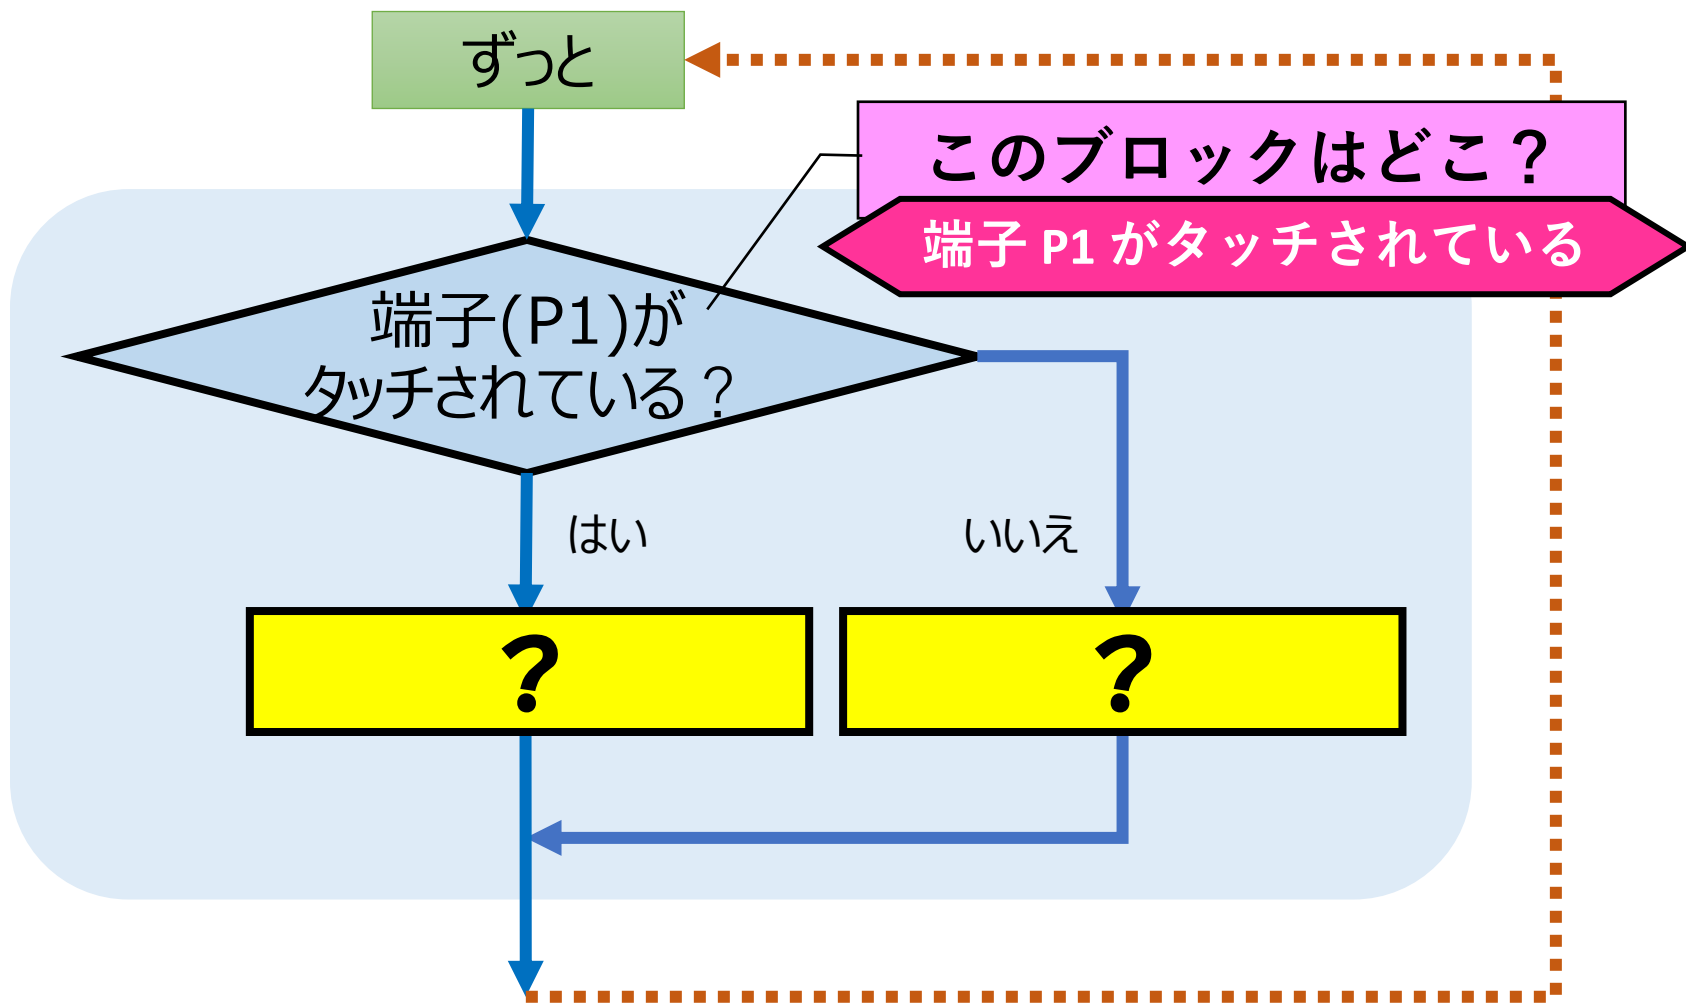 ずっと
このブロックはどこ？
端子 P1 がタッチされている
端子(P1)が
タッチされている？
はい
いいえ
？
？